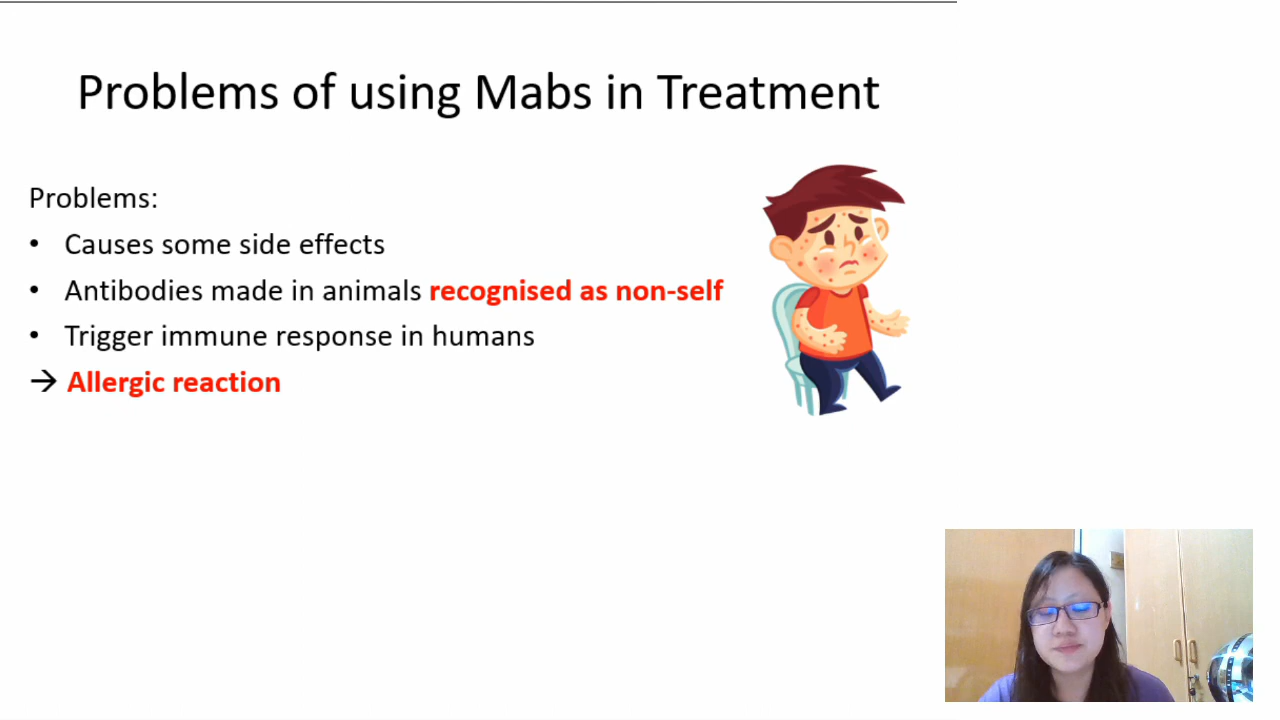 Problems of using Mabs in Treatment
Problems:
• Causes some side effects
• Antibodies made in animals recognised as non-self
• Trigger immune response in humans
→ Allergic reaction